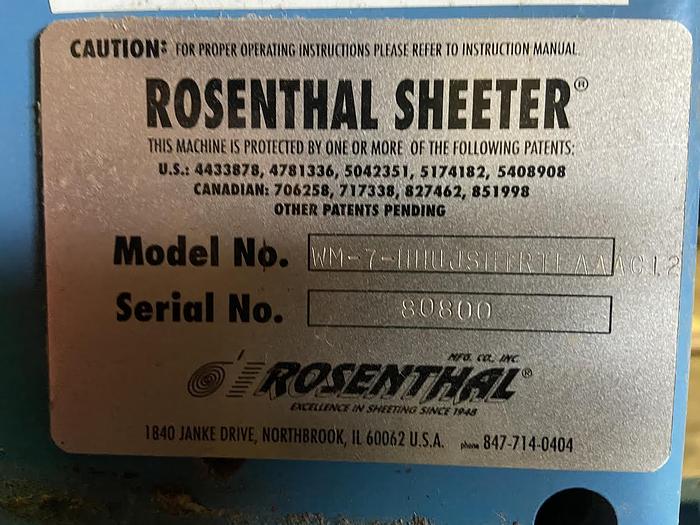 CAUTION: FOR PROPER OPERATING INSTRUCTIONS PLEASE REFER TO INSTRUCTION MANUAL.
ROSENTHAL SHEETER®
THIS MACHINE IS PROTECTED BY ONE OR MORE OF THE FOLLOWING PATENTS:
U.S.: 4433878, 4781336, 5042351, 5174182, 5408908
CANADIAN: 706258, 717338, 827462, 851998
OTHER PATENTS PENDING
Model No.
Serial No. 80800
MFG. CO., INC.
ROSENTHAL®
EXCELLENCE IN SHEETING SINCE 1948
1840 JANKE DRIVE, NORTHBROOK, IL 60062 U.S.A. phone 847-714-0404